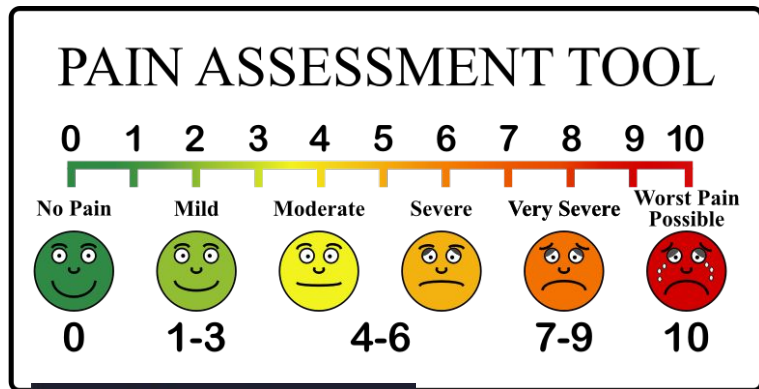 PAIN ASSESSMENT TOOL
0 1 2 3 4 5 6 7 8 9 10
No Pain Mild Moderate Severe Very Severe Worst Pain Possible
0 1-3 4-6 7-9 10